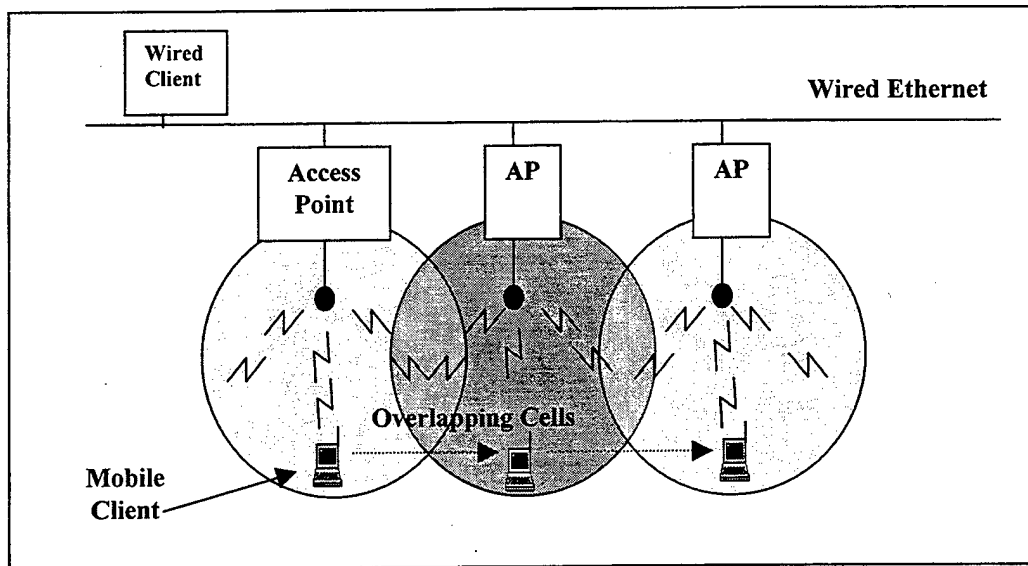 Wired
Client
Wired Ethernet
Access
Point
AP
AP
Overlapping Cells
Mobile
Client